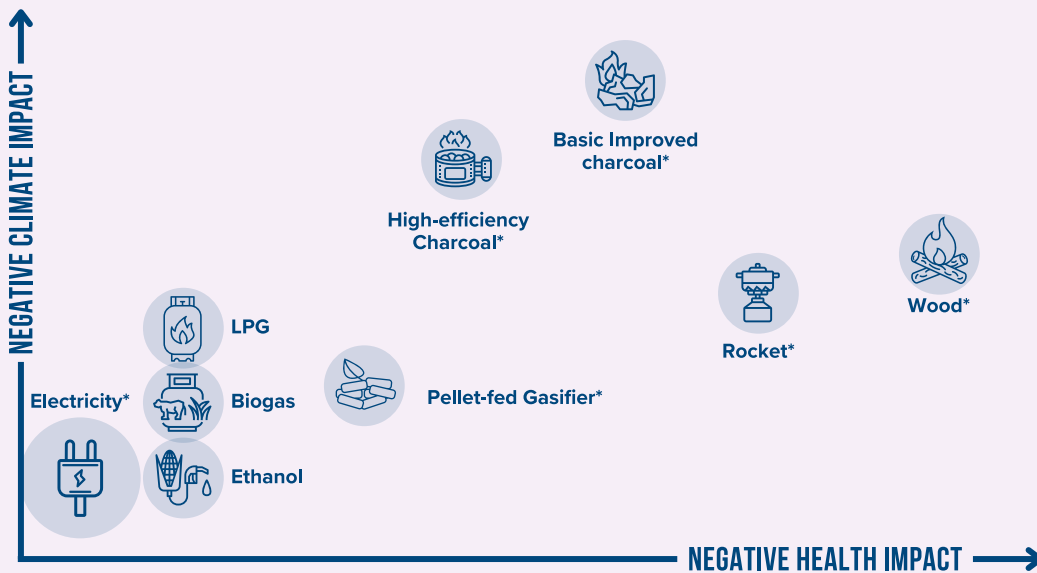 NEGATIVE CLIMATE IMPACT
Basic Improved
charcoal*
High-efficiency
Charcoal*
Wood*
LPG
Rocket*
Electricity*
Biogas
Pellet-fed Gasifier*
Ethanol
NEGATIVE HEALTH IMPACT